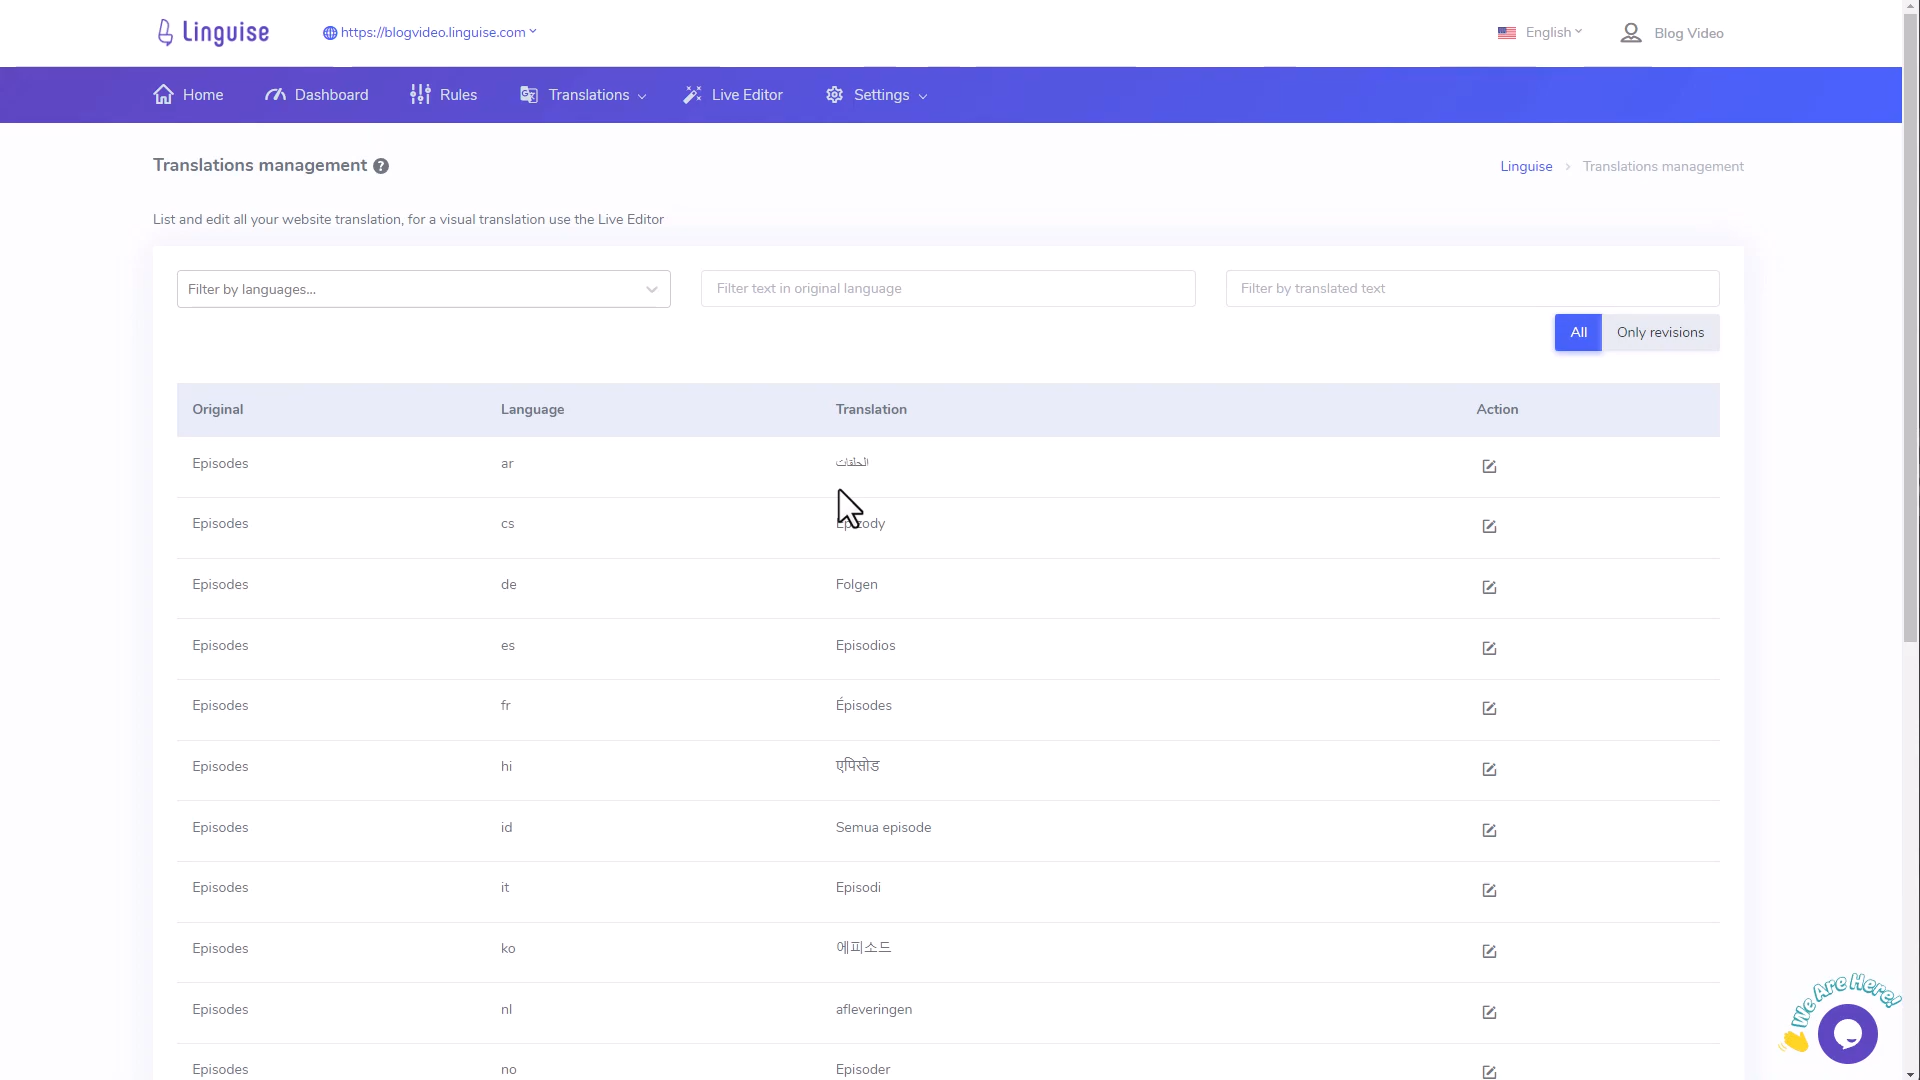 Linguise
https://blogvideo.linguise.com
English
Blog Video
Home
Dashboard
Rules
Translations
Live Editor
Settings
Translations management
Linguise
Translations management
List and edit all your website translation, for a visual translation use the Live Editor
Filter by languages...
Filter text in original language
Filter by translated text
All
Only revisions
Original Language Translation Action
Episodes ar الحلقات
Episodes cs Epizody
Episodes de Folgen
Episodes es Episodios
Episodes fr Épisodes
Episodes hi एपिसोड
Episodes id Semua episode
Episodes it Episodi
Episodes ko 에피소드
Episodes nl afleveringen
Episodes no Episoder
We Are Here!